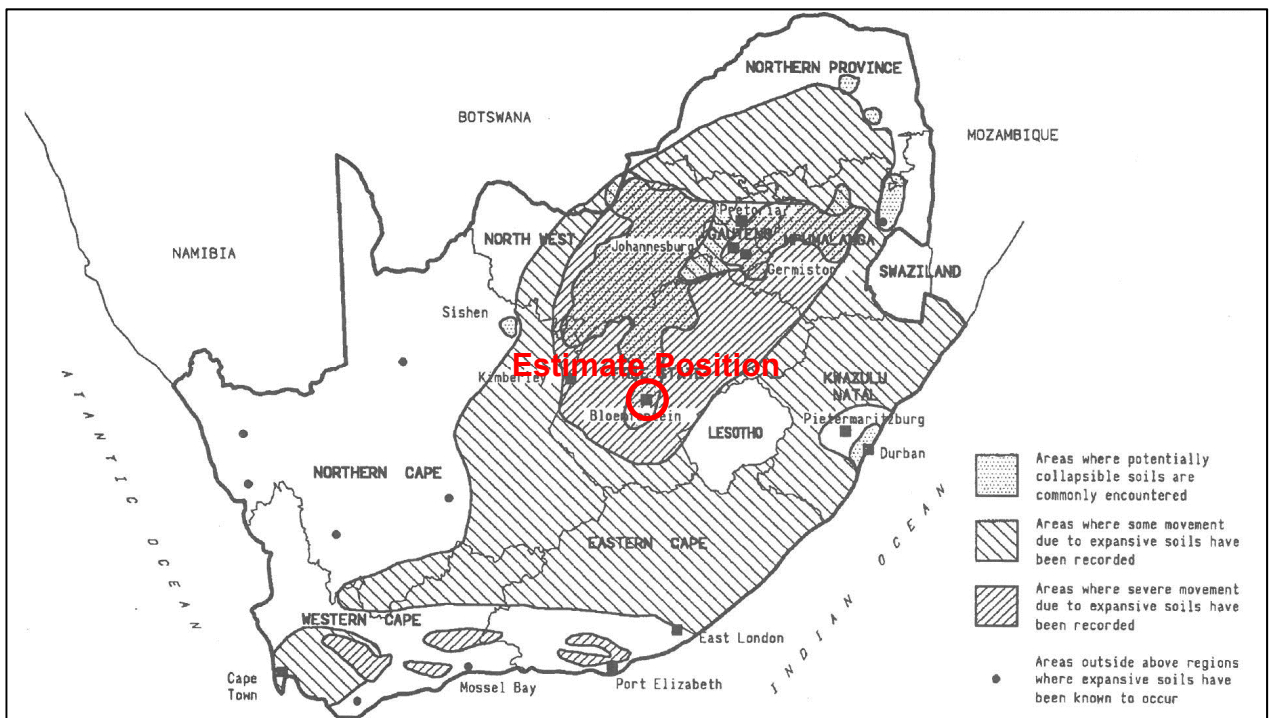 NORTHERN PROVINCE
BOTSWANA
MOZAMBIQUE
Pretoria
NORTH WEST
Johannesburg
GAUTENG
MPUMALANGA
NAMIBIA
Germiston
SWAZILAND
Sishen
Estimate Position
Kimberley
KWAZULU
NATAL
Bloemfontein
Pietermaritzburg
LESOTHO
Durban
NORTHERN CAPE
EASTERN CAPE
ATANTIC OCEAN
INDIAN OCEAN
WESTERN CAPE
East London
Cape
Town
Mossel Bay
Port Elizabeth
Areas where potentially
collapsible soils are
commonly encountered
Areas where some movement
due to expansive soils have
been recorded
Areas where severe movement
due to expansive soils have
been recorded
Areas outside above regions
where expansive soils have
been known to occur